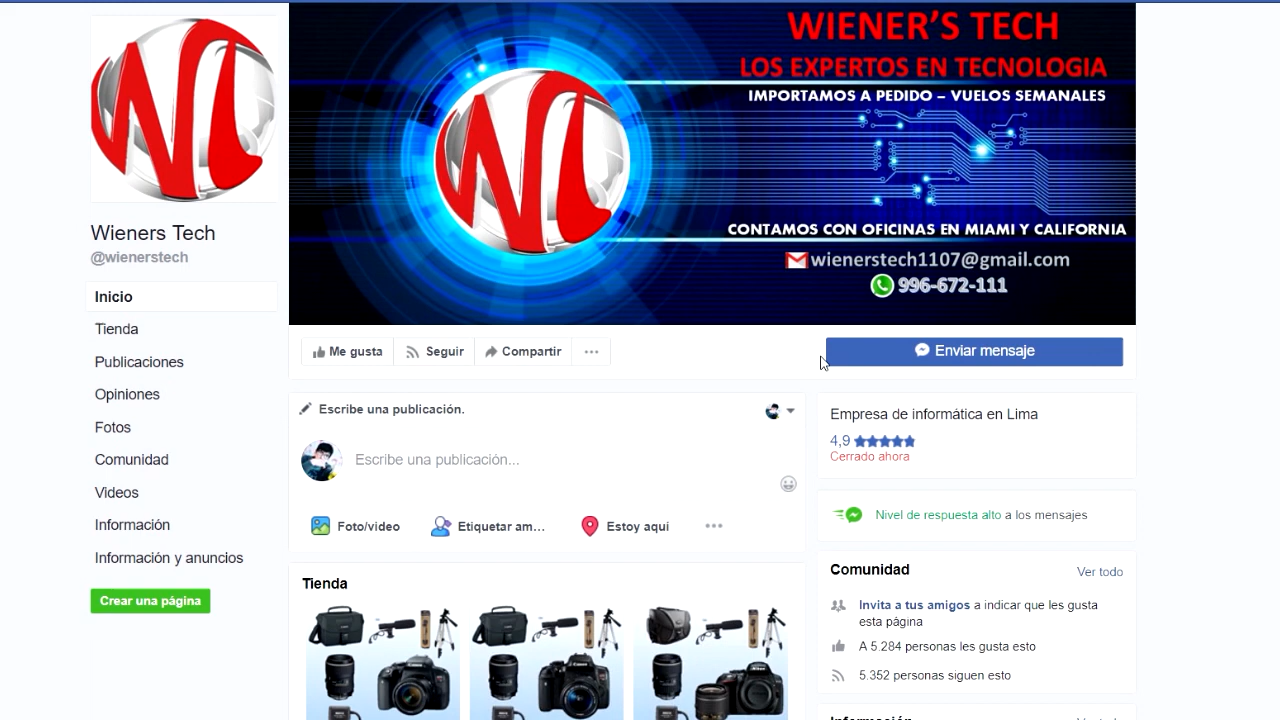 WIENER'S TECH
LOS EXPERTOS EN TECNOLOGIA
IMPORTAMOS A PEDIDO – VUELOS SEMANALES
CONTAMOS CON OFICINAS EN MIAMI Y CALIFORNIA
wienerstech1107@gmail.com
996-672-111
Wieners Tech
@wienerstech
Inicio
Tienda
Publicaciones
Opiniones
Fotos
Comunidad
Videos
Información
Información y anuncios
Crear una página
Me gusta
Seguir
Compartir
Enviar mensaje
Escribe una publicación.
Escribe una publicación...
Foto/video
Etiquetar am...
Estoy aquí
Tienda
Empresa de informática en Lima
4,9
Cerrado ahora
Nivel de respuesta alto a los mensajes
Comunidad
Ver todo
Invita a tus amigos a indicar que les gusta
esta página
A 5.284 personas les gusta esto
5.352 personas siguen esto